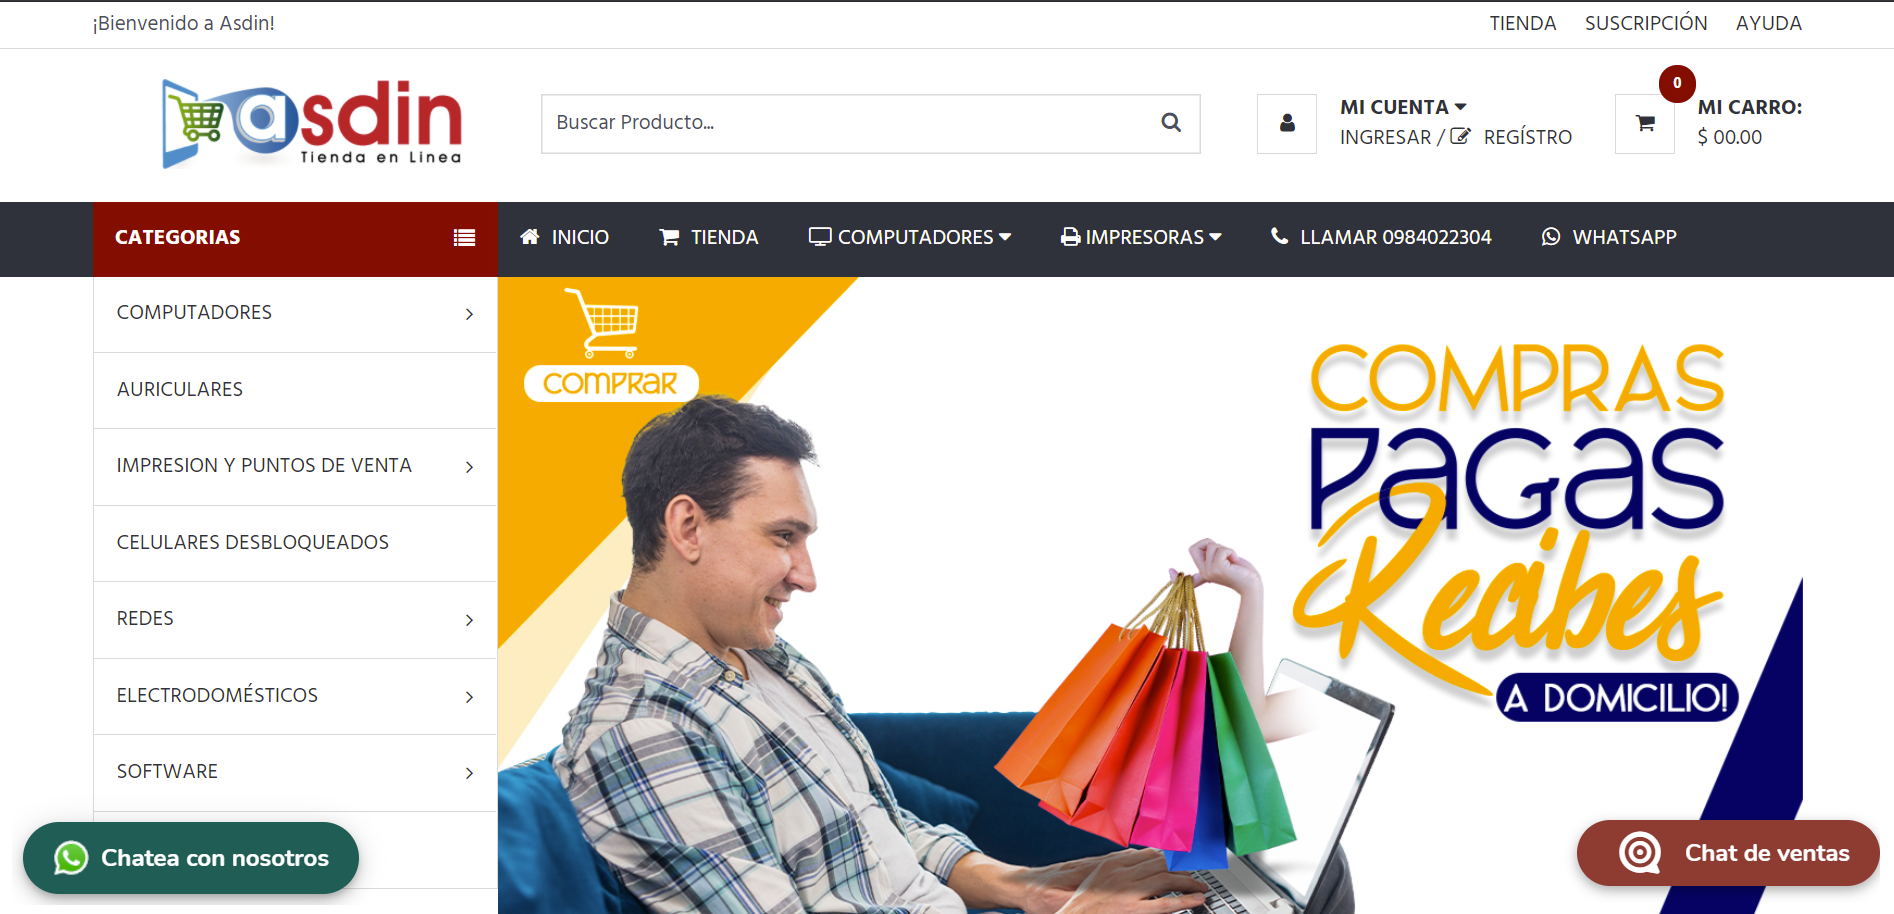 ¡Bienvenido a Asdin!
TIENDA SUSCRIPCIÓN AYUDA
asdin
Tienda en Linea
Buscar Producto...
MI CUENTA
INGRESAR / REGÍSTRO
0
MI CARRO:
$ 00.00
CATEGORIAS
INICIO TIENDA COMPUTADORES IMPRESORAS LLAMAR 0984022304 WHATSAPP
COMPUTADORES
AURICULARES
IMPRESION Y PUNTOS DE VENTA
CELULARES DESBLOQUEADOS
REDES
ELECTRODOMÉSTICOS
SOFTWARE
COMPRAR
COMPRAS
PAGAS
Recibes
A DOMICILIO!
Chatea con nosotros
Chat de ventas